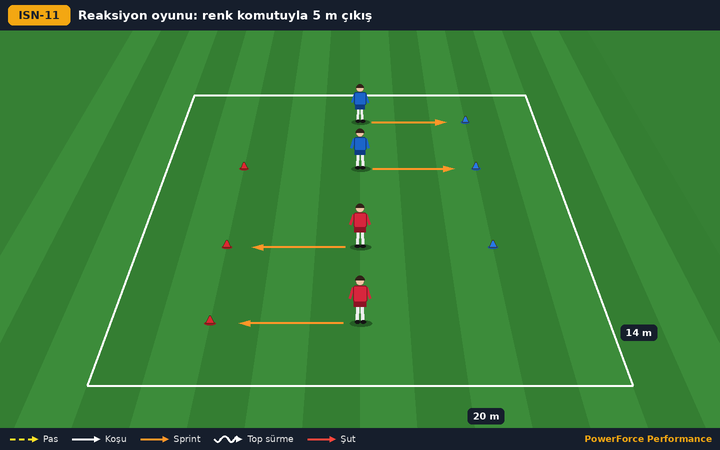 ISN-11 Reaksiyon oyunu: renk komutuyla 5 m çıkış
14 m
20 m
Pas Koşu Sprint Top sürme Şut PowerForce Performance